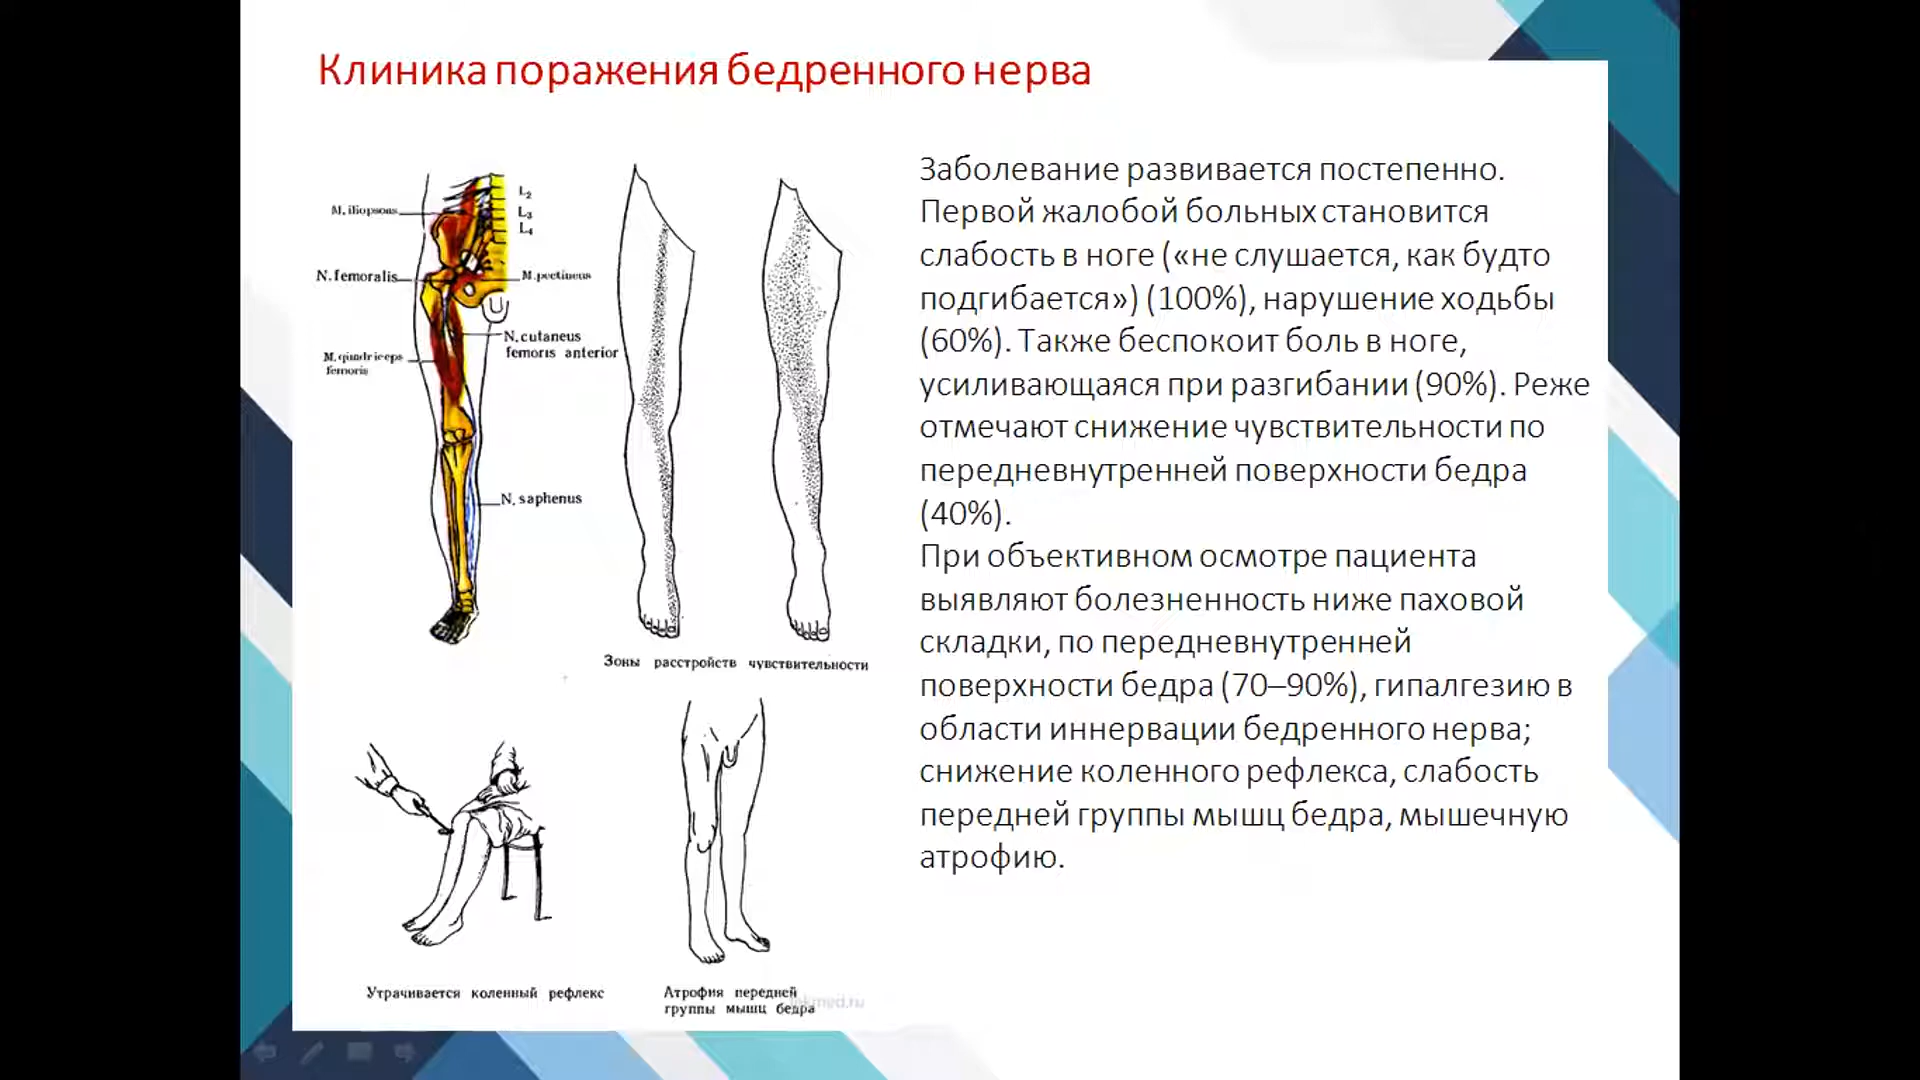 Клиника поражения бедренного нерва
M. iliopsoas
L2
L3
L4
N. femoralis
M. pectineus
N. cutaneus
femoris anterior
M. quadriceps
femoris
N. saphenus
Зоны расстройств чувствительности
Утрачивается коленный рефлекс
Атрофия передней
группы мышц бедра
Заболевание развивается постепенно.
Первой жалобой больных становится
слабость в ноге («не слушается, как будто
подгибается») (100%), нарушение ходьбы
(60%). Также беспокоит боль в ноге,
усиливающаяся при разгибании (90%). Реже
отмечают снижение чувствительности по
передневнутренней поверхности бедра
(40%).
При объективном осмотре пациента
выявляют болезненность ниже паховой
складки, по передневнутренней
поверхности бедра (70–90%), гипалгезию в
области иннервации бедренного нерва;
снижение коленного рефлекса, слабость
передней группы мышц бедра, мышечную
атрофию.